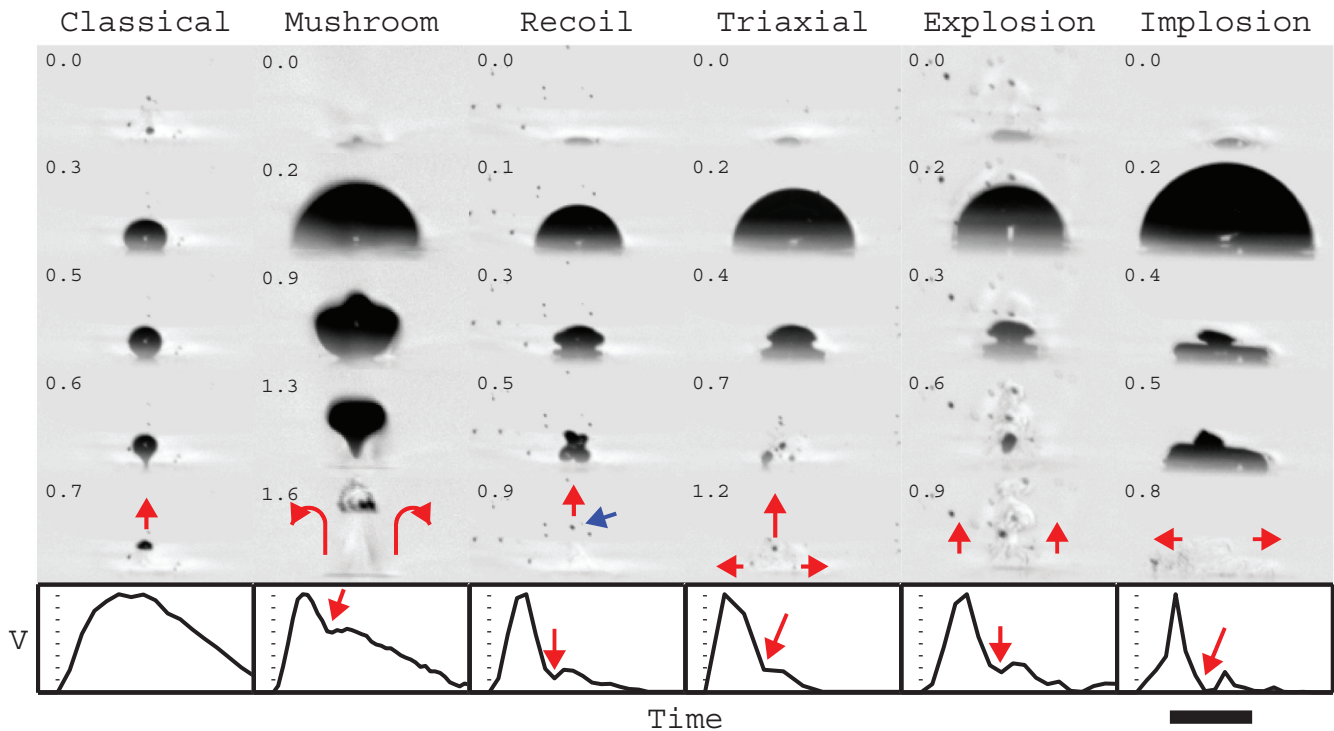 Classical Mushroom Recoil Triaxial Explosion Implosion
0.0 0.0 0.0 0.0 0.0 0.0
0.3 0.2 0.1 0.2 0.2 0.2
0.5 0.9 0.3 0.4 0.3 0.4
0.6 1.3 0.5 0.7 0.6 0.5
0.7 1.6 0.9 1.2 0.9 0.8
V
Time